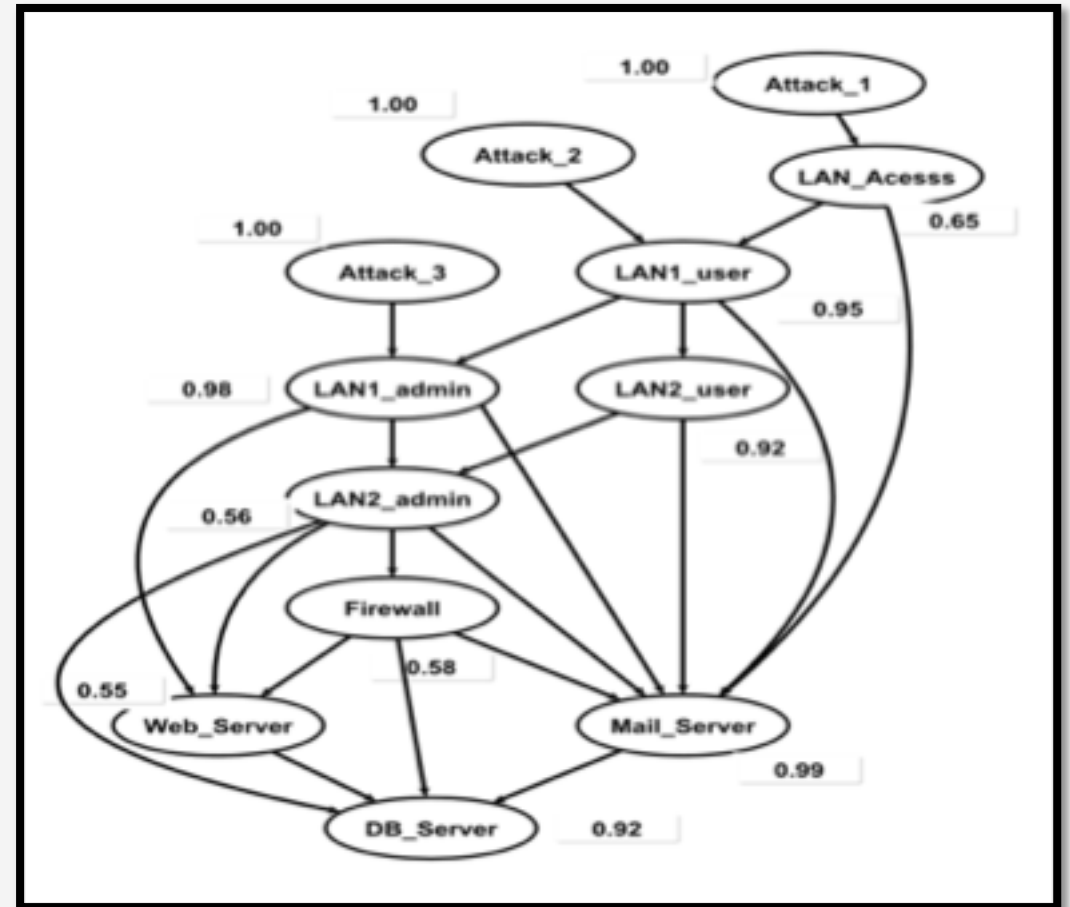 1.00
Attack_1
1.00
Attack_2
LAN_Acesss
0.65
1.00
Attack_3
LAN1_user
0.95
0.98
LAN1_admin
LAN2_user
0.92
LAN2_admin
0.56
Firewall
0.58
0.55
Web_Server
Mail_Server
0.99
DB_Server
0.92